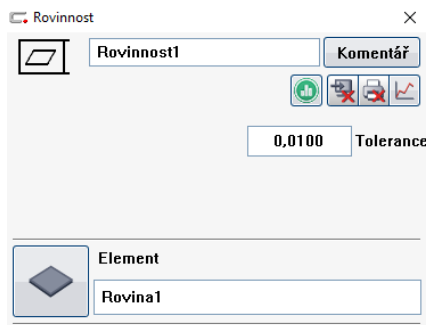 Rovinnost
Rovinnost1
Komentář
0,0100 Tolerance
Element
Rovina1